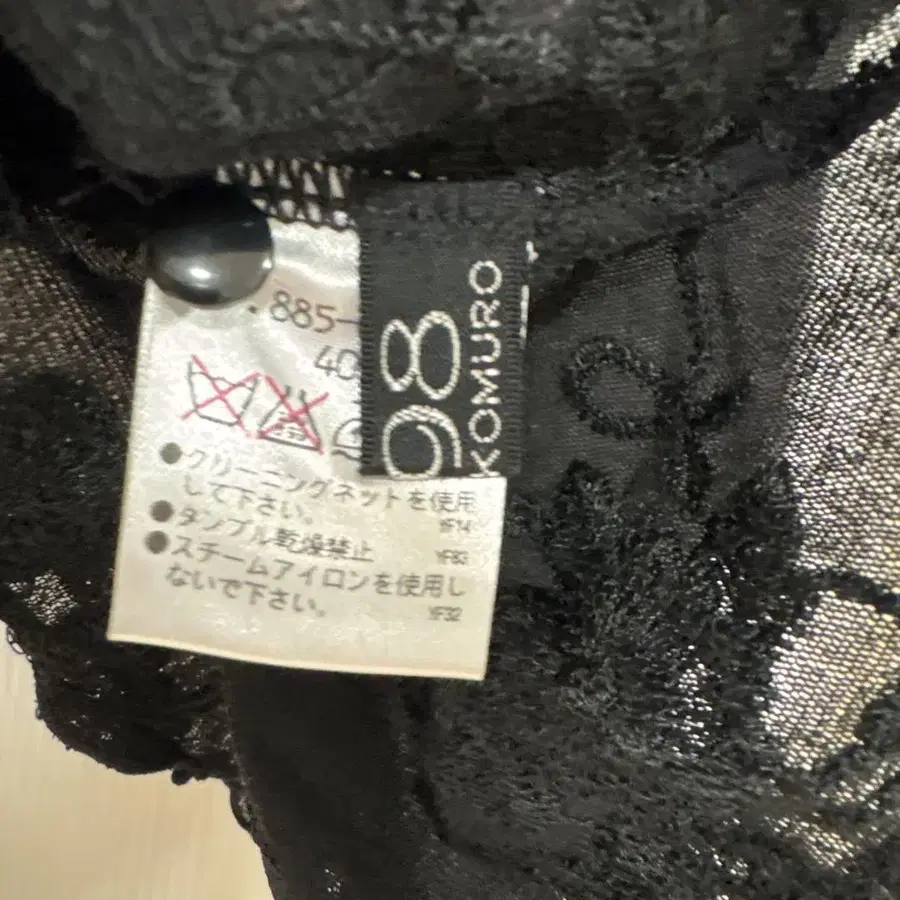 .885-
40
98
KOMURO
●クリーニングネットを使用
して下さい。 YF14
●タンブル乾燥禁止 YF83
●スチームアイロンを使用し
ないで下さい。 YF32